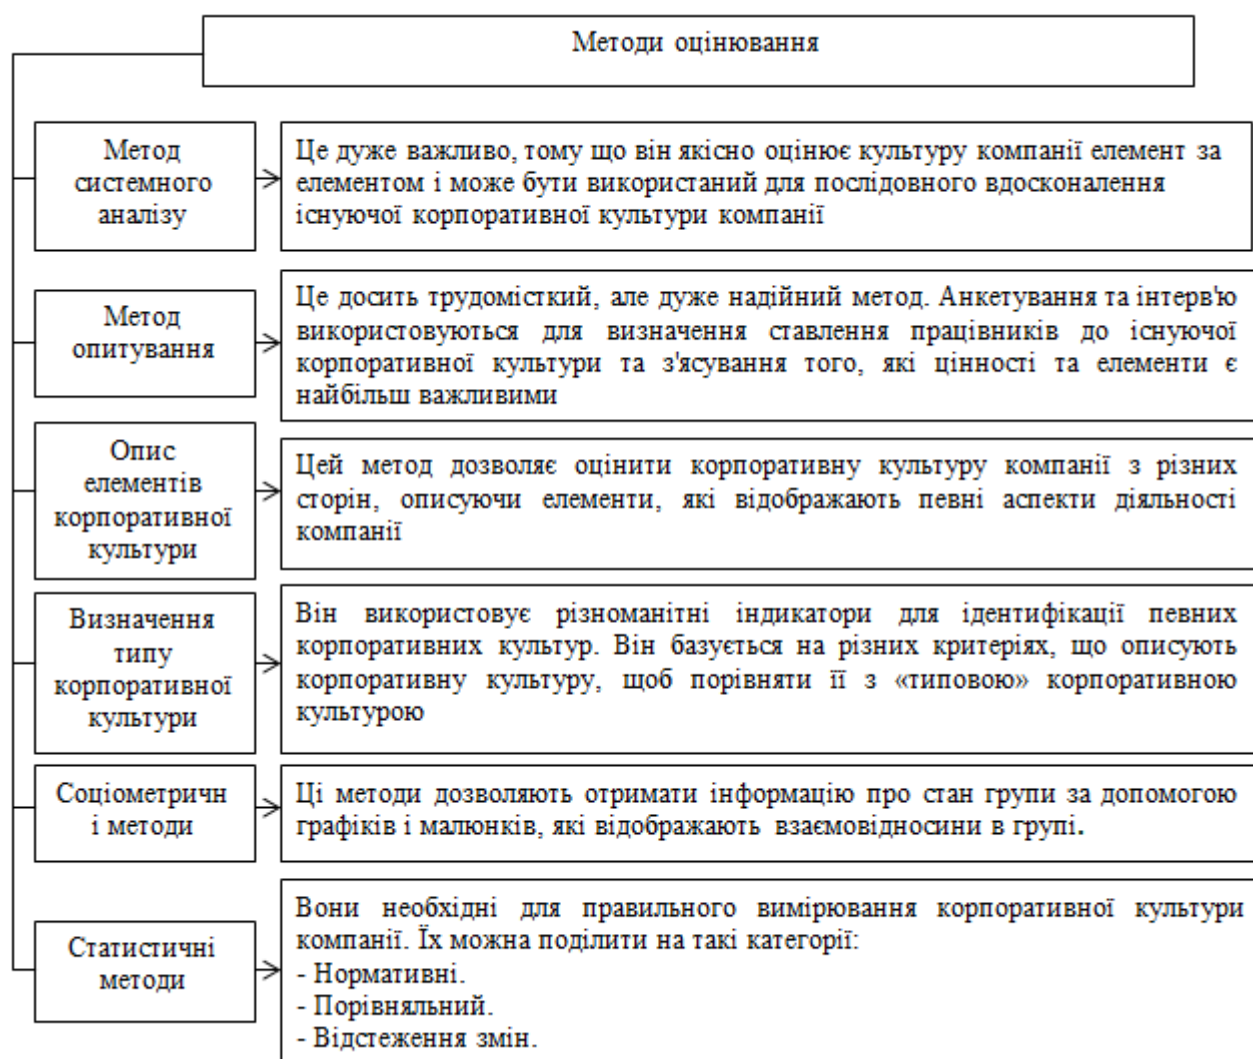 Методи оцінювання
Метод
системного
аналізу
Це дуже важливо, тому що він якісно оцінює культуру компанії елемент за
елементом і може бути використаний для послідовного вдосконалення
існуючої корпоративної культури компанії
Метод
опитування
Це досить трудомісткий, але дуже надійний метод. Анкетування та інтерв'ю
використовуються для визначення ставлення працівників до існуючої
корпоративної культури та з'ясування того, які цінності та елементи є
найбільш важливими
Опис
елементів
корпоративної
культури
Цей метод дозволяє оцінити корпоративну культуру компанії з різних
сторін, описуючи елементи, які відображають певні аспекти діяльності
компанії
Визначення
типу
корпоративної
культури
Він використовує різноманітні індикатори для ідентифікації певних
корпоративних культур. Він базується на різних критеріях, що описують
корпоративну культуру, щоб порівняти її з «типовою» корпоративною
культурою
Соціометричн
і методи
Ці методи дозволяють отримати інформацію про стан групи за допомогою
графіків і малюнків, які відображають взаємовідносини в групі.
Статистичні
методи
Вони необхідні для правильного вимірювання корпоративної культури
компанії. Їх можна поділити на такі категорії:
- Нормативні.
- Порівняльний.
- Відстеження змін.